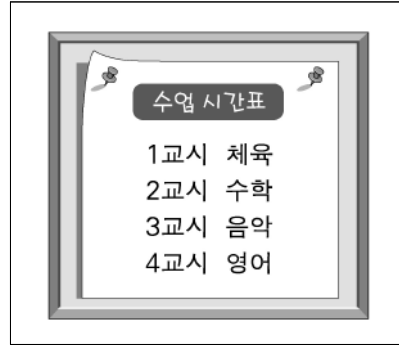 수업 시간표
1교시 체육
2교시 수학
3교시 음악
4교시 영어